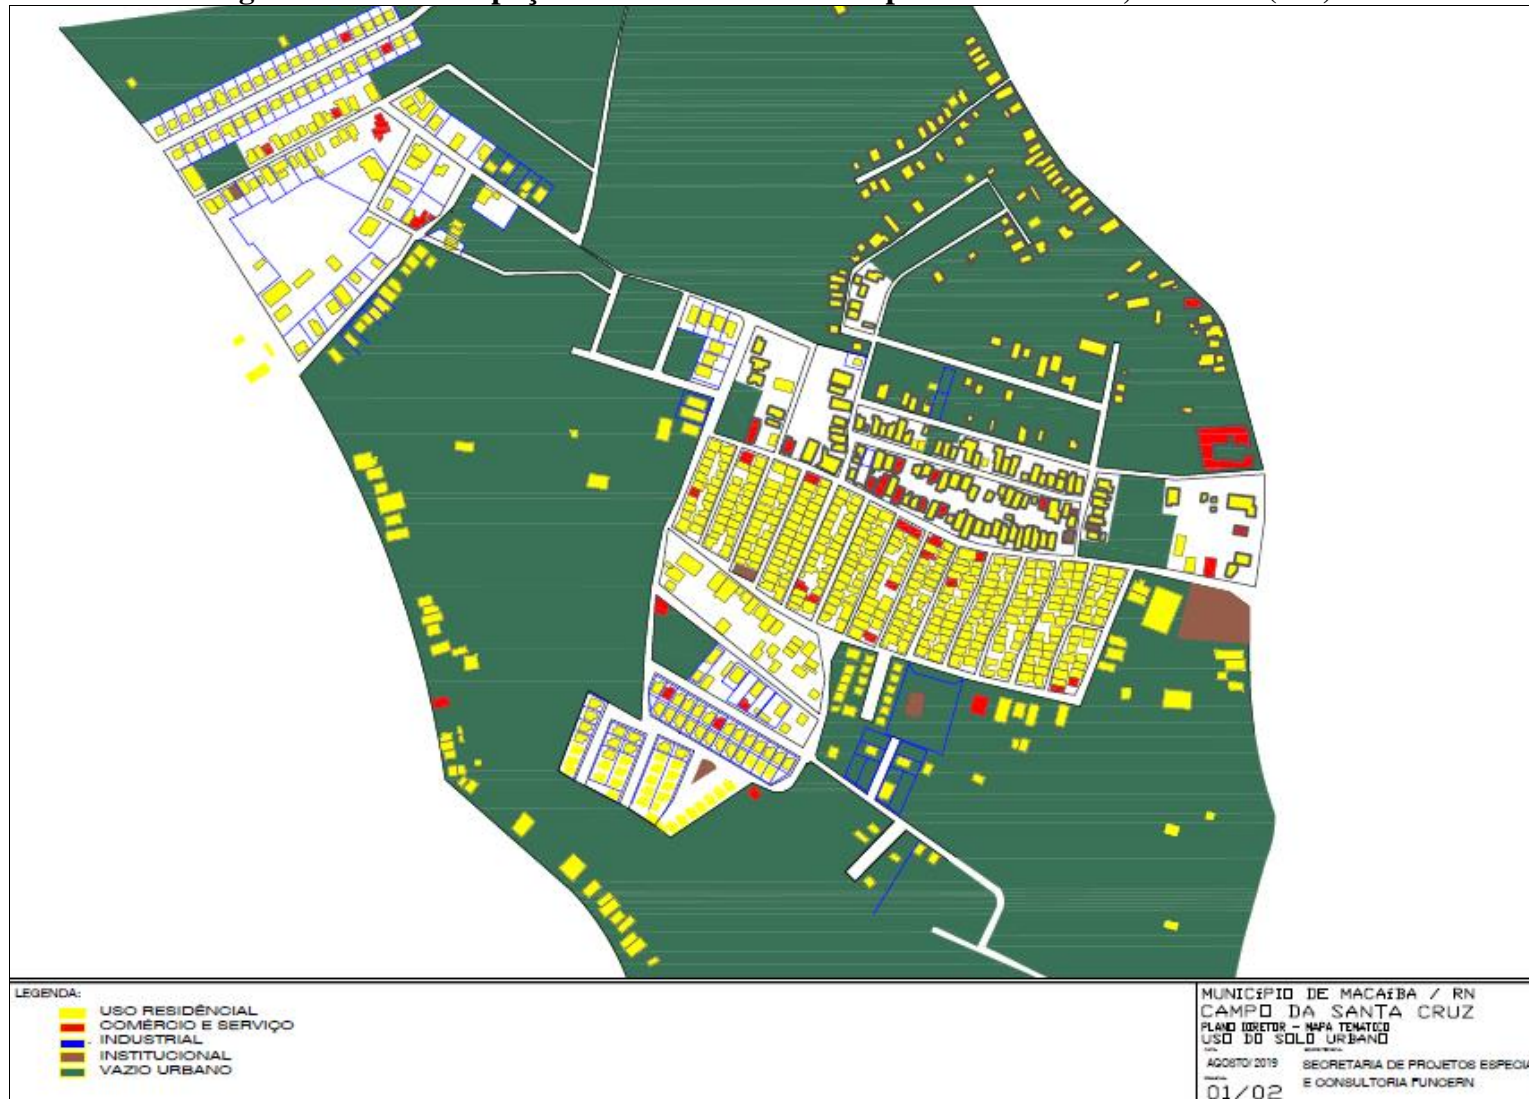 LEGENDA:
USO RESIDÊNCIAL
COMÉRCIO E SERVIÇO
INDUSTRIAL
INSTITUCIONAL
VAZIO URBANO
MUNICíPIO DE MACAíBA / RN
CAMPO DA SANTA CRUZ
PLANO DIRETOR - MAPA TEMATICO
USO DO SOLO URBANO
AGOSTO/2019 SECRETARIA DE PROJETOS ESPECIA
E CONSULTORIA FUNCERN
01/02